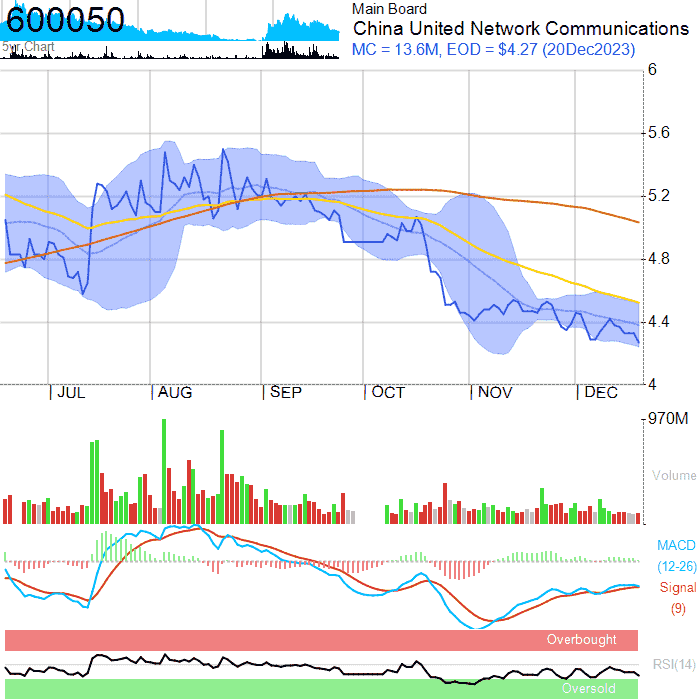 600050
5yr Chart
Main Board
China United Network Communications
MC = 13.6M, EOD = $4.27 (20Dec2023)
6
5.6
5.2
4.8
4.4
4
JUL AUG SEP OCT NOV DEC
970M
Volume
MACD
(12-26)
Signal
(9)
Overbought
RSI(14)
Oversold